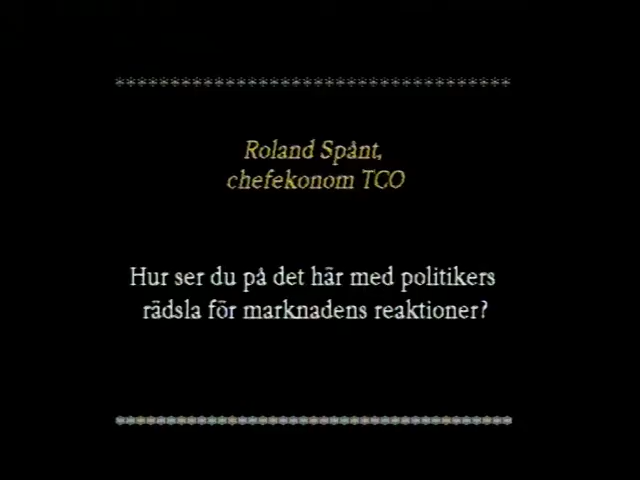 Roland Spånt,
chefekonom TCO
Hur ser du på det här med politikers
rädsla för marknadens reaktioner?